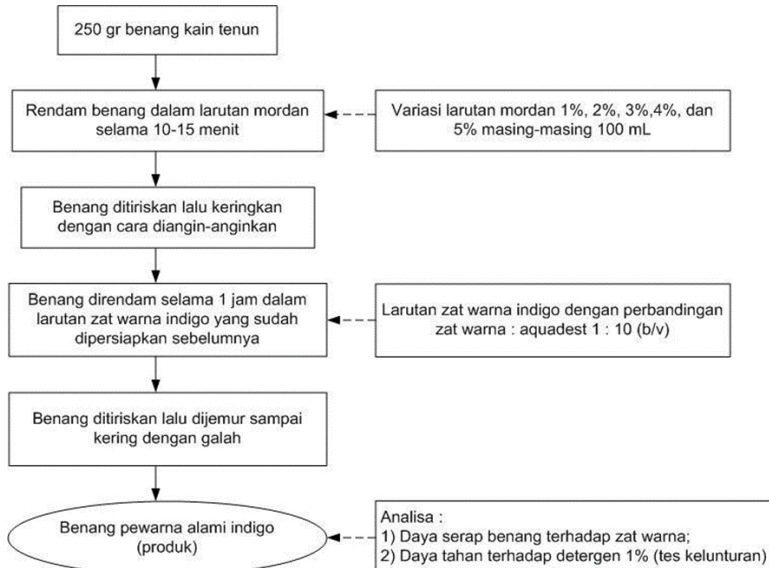 250 gr benang kain tenun
Rendam benang dalam larutan mordan
selama 10-15 menit
Variasi larutan mordan 1%, 2%, 3%,4%, dan
5% masing-masing 100 mL
Benang ditiriskan lalu keringkan
dengan cara diangin-anginkan
Benang direndam selama 1 jam dalam
larutan zat warna indigo yang sudah
dipersiapkan sebelumnya
Larutan zat warna indigo dengan perbandingan
zat warna : aquadest 1 : 10 (b/v)
Benang ditiriskan lalu dijemur sampai
kering dengan galah
Benang pewarna alami indigo
(produk)
Analisa :
1) Daya serap benang terhadap zat warna;
2) Daya tahan terhadap detergen 1% (tes kelunturan)